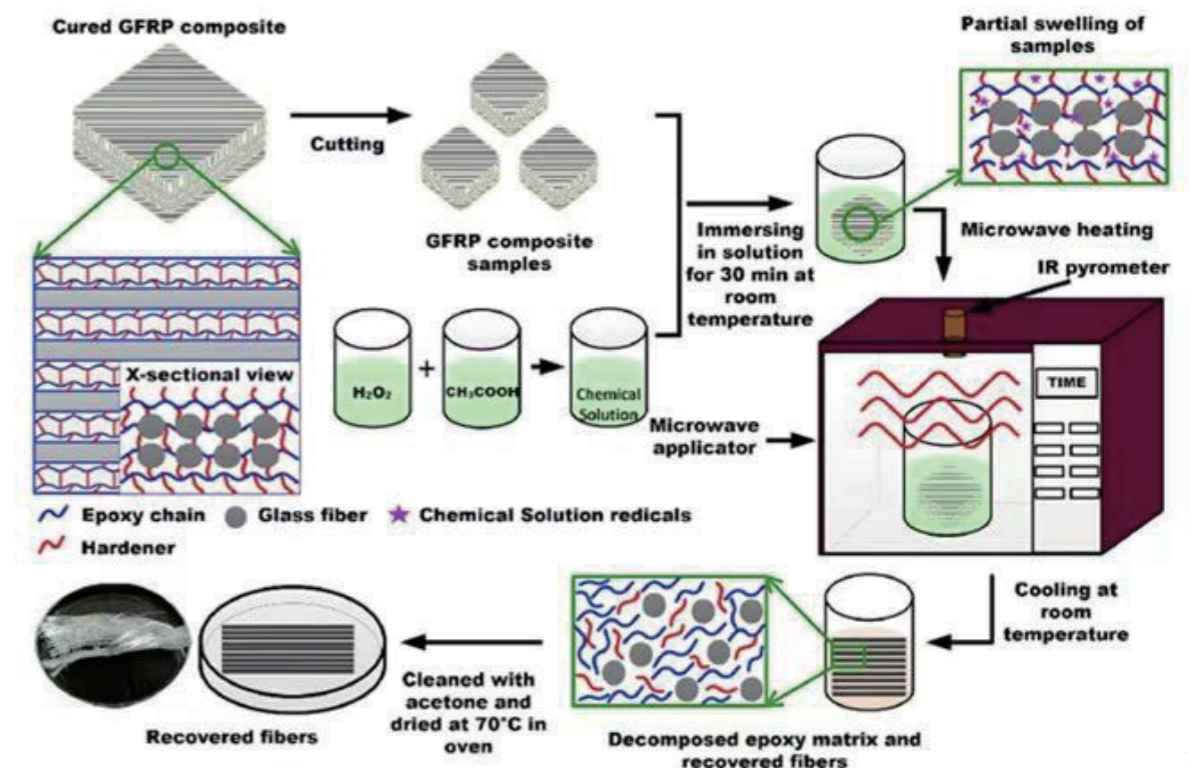 Cured GFRP composite
Cutting
GFRP composite
samples
Partial swelling of
samples
Immersing
in solution
for 30 min at
room
temperature
Microwave heating
IR pyrometer
X-sectional view
H₂O₂
+
CH₃COOH
Chemical
Solution
Microwave
applicator
TIME
Epoxy chain
Glass fiber
Chemical Solution redicals
Hardener
Cooling at
room
temperature
Cleaned with
acetone and
dried at 70°C in
oven
Recovered fibers
Decomposed epoxy matrix and
recovered fibers